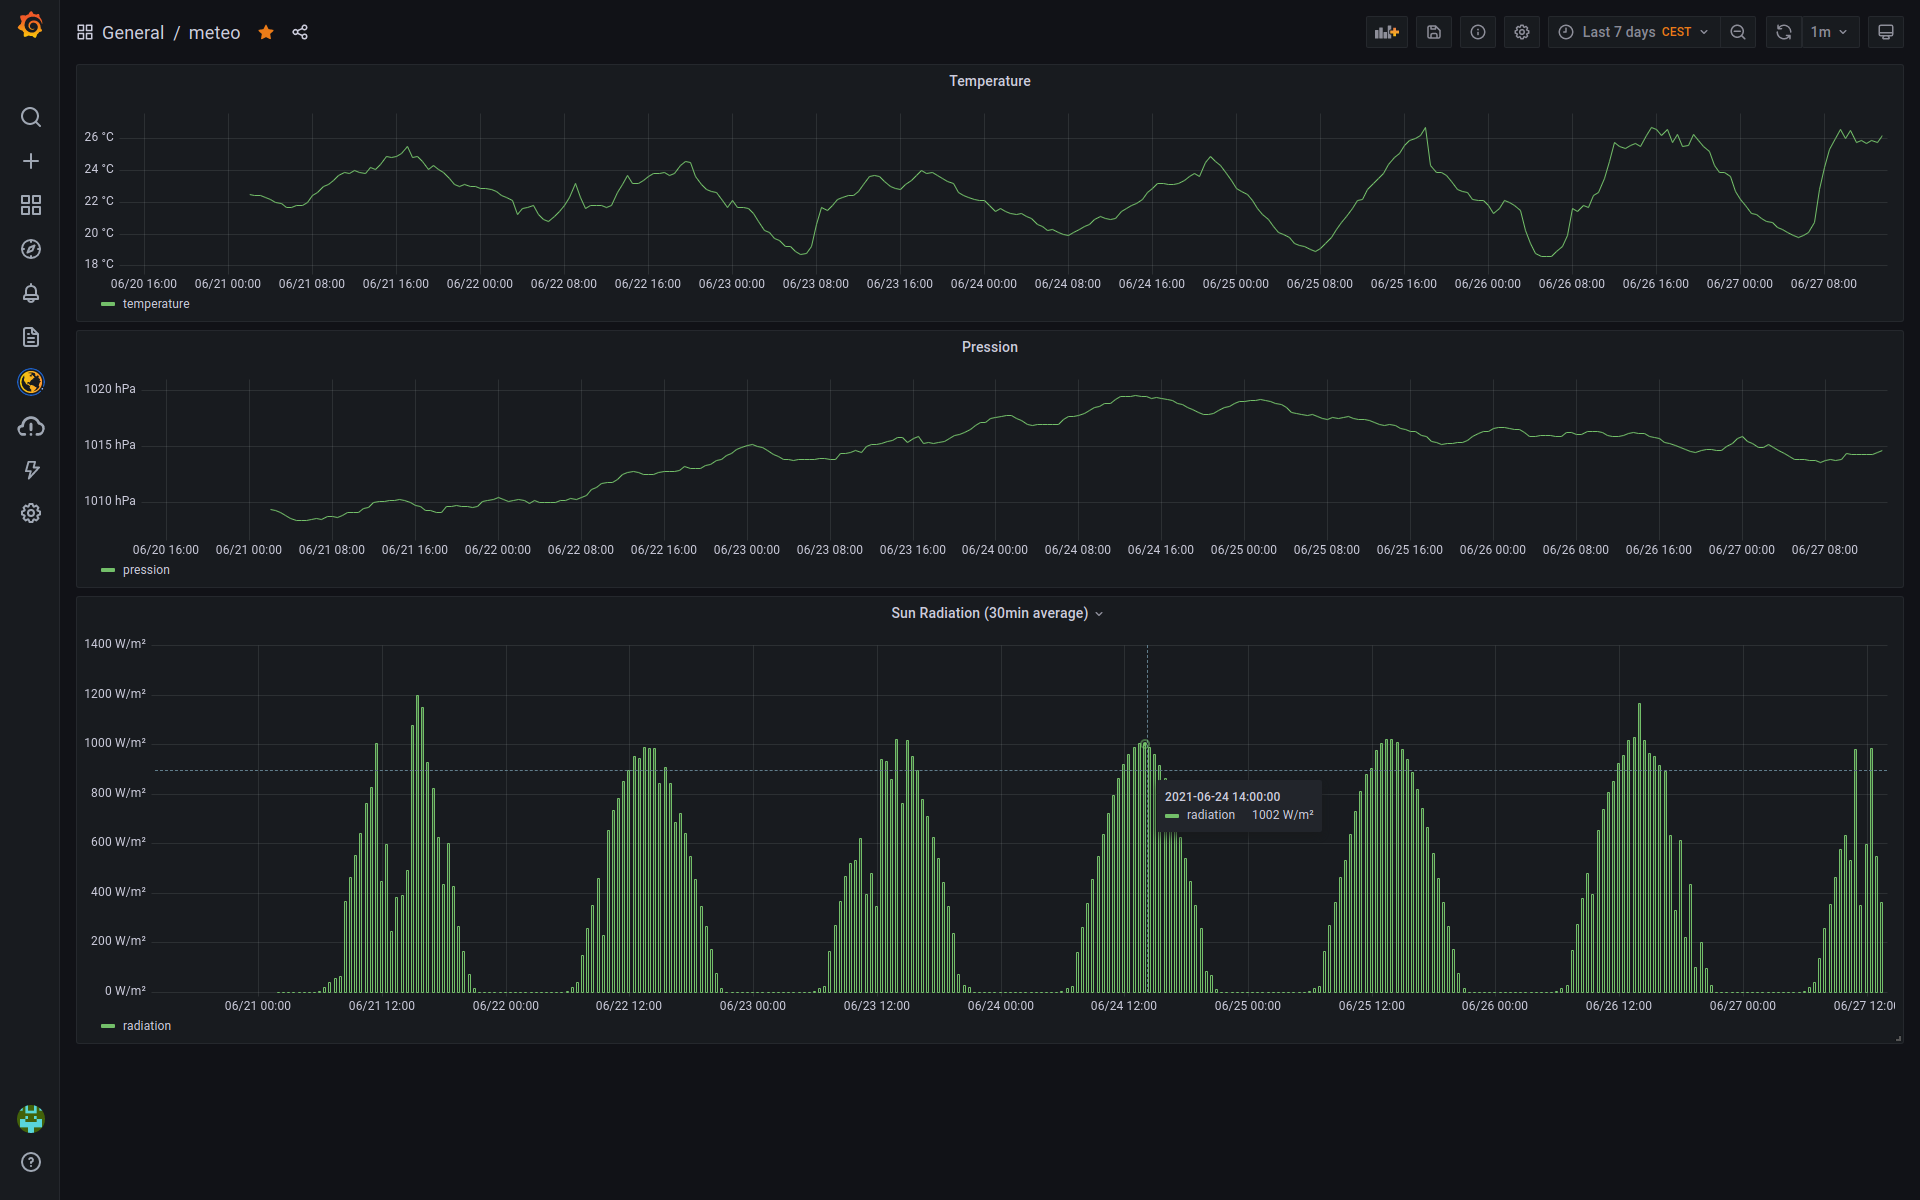 General / meteo
Last 7 days CEST
1m
Temperature
26 °C
24 °C
22 °C
20 °C
18 °C
06/20 16:00 06/21 00:00 06/21 08:00 06/21 16:00 06/22 00:00 06/22 08:00 06/22 16:00 06/23 00:00 06/23 08:00 06/23 16:00 06/24 00:00 06/24 08:00 06/24 16:00 06/25 00:00 06/25 08:00 06/25 16:00 06/26 00:00 06/26 08:00 06/26 16:00 06/27 00:00 06/27 08:00
temperature
Pression
1020 hPa
1015 hPa
1010 hPa
06/20 16:00 06/21 00:00 06/21 08:00 06/21 16:00 06/22 00:00 06/22 08:00 06/22 16:00 06/23 00:00 06/23 08:00 06/23 16:00 06/24 00:00 06/24 08:00 06/24 16:00 06/25 00:00 06/25 08:00 06/25 16:00 06/26 00:00 06/26 08:00 06/26 16:00 06/27 00:00 06/27 08:00
pression
Sun Radiation (30min average)
1400 W/m²
1200 W/m²
1000 W/m²
800 W/m²
600 W/m²
400 W/m²
200 W/m²
0 W/m²
2021-06-24 14:00:00
radiation 1002 W/m²
06/21 00:00 06/21 12:00 06/22 00:00 06/22 12:00 06/23 00:00 06/23 12:00 06/24 00:00 06/24 12:00 06/25 00:00 06/25 12:00 06/26 00:00 06/26 12:00 06/27 00:00 06/27 12:0
radiation